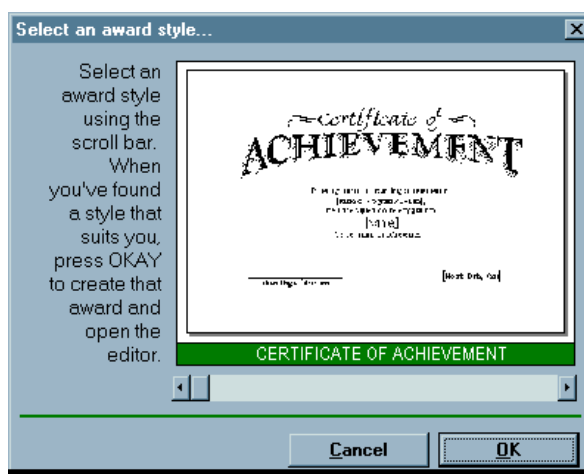 Select an award style...
Select an
award style
using the
scroll bar.
When
you've found
a style that
suits you,
press OKAY
to create that
award and
open the
editor.
Certificate of
ACHIEVEMENT
CERTIFICATE OF ACHIEVEMENT
Cancel
OK